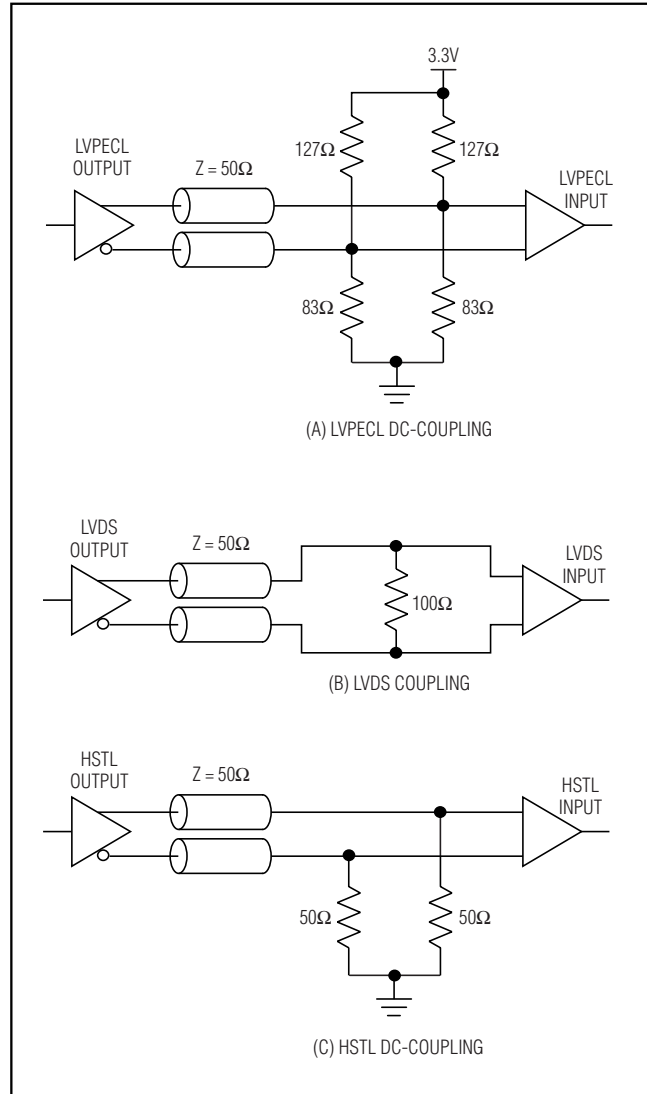 3.3V
LVPECL
OUTPUT
Z = 50Ω
127Ω
127Ω
LVPECL
INPUT
83Ω
83Ω
(A) LVPECL DC-COUPLING
LVDS
OUTPUT
Z = 50Ω
LVDS
INPUT
100Ω
(B) LVDS COUPLING
HSTL
OUTPUT
Z = 50Ω
HSTL
INPUT
50Ω
50Ω
(C) HSTL DC-COUPLING